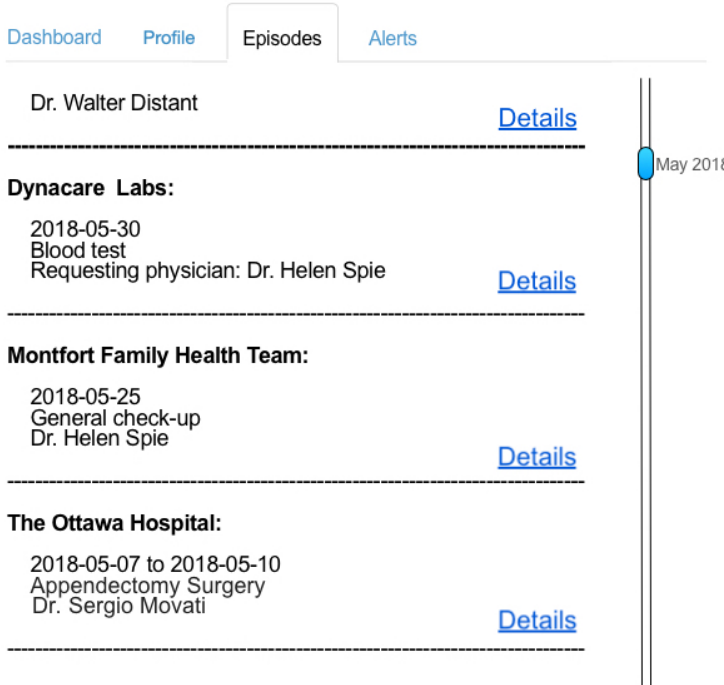 Dashboard Profile Episodes Alerts
Dr. Walter Distant
Details
May 2018
Dynacare Labs:
2018-05-30
Blood test
Requesting physician: Dr. Helen Spie
Details
Montfort Family Health Team:
2018-05-25
General check-up
Dr. Helen Spie
Details
The Ottawa Hospital:
2018-05-07 to 2018-05-10
Appendectomy Surgery
Dr. Sergio Movati
Details